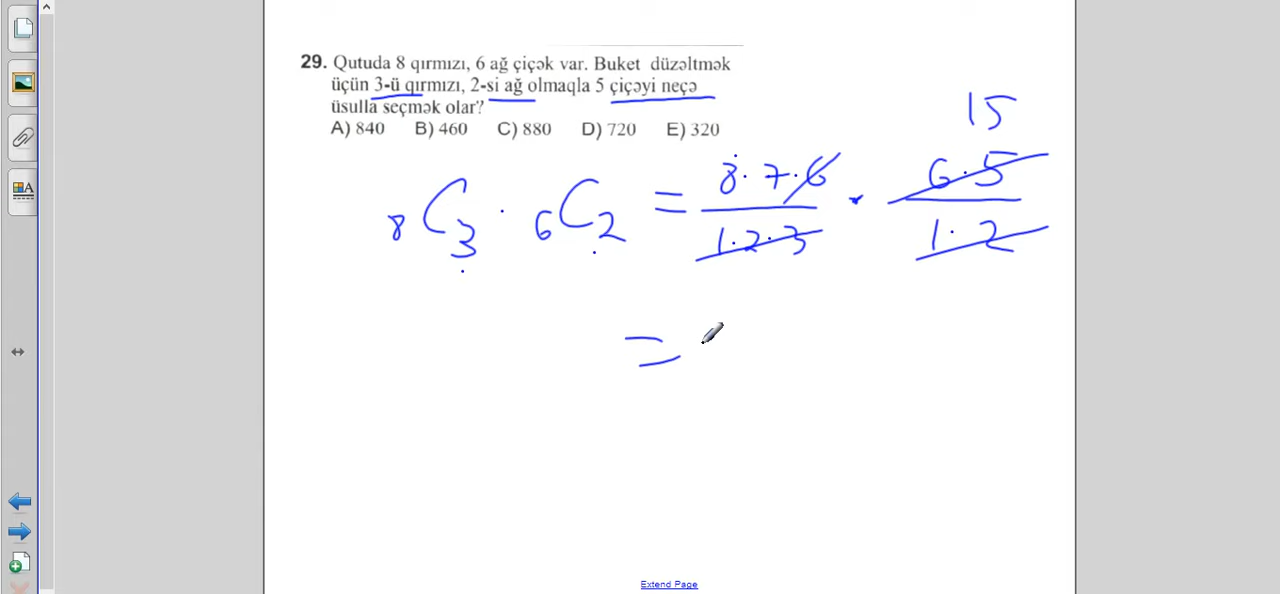 29. Qutuda 8 qırmızı, 6 ağ çiçək var. Buket düzəltmək
üçün 3-ü qırmızı, 2-si ağ olmaqla 5 çiçəyi neçə
üsulla seçmək olar?
A) 840 B) 460 C) 880 D) 720 E) 320
15
8C3 · 6C2 = 8·7·6 / 1·2·3 · 6·5 / 1·2
=
Extend Page